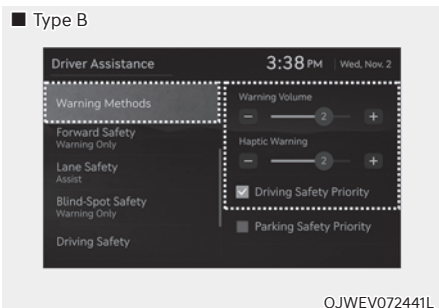 ■ Type B
Driver Assistance
3:38 PM
Wed, Nov. 2
Warning Methods
Forward Safety
Warning Only
Lane Safety
Assist
Blind-Spot Safety
Warning Only
Driving Safety
Warning Volume
− 2 +
Haptic Warning
− 2 +
Driving Safety Priority
Parking Safety Priority
OJWEV072441L